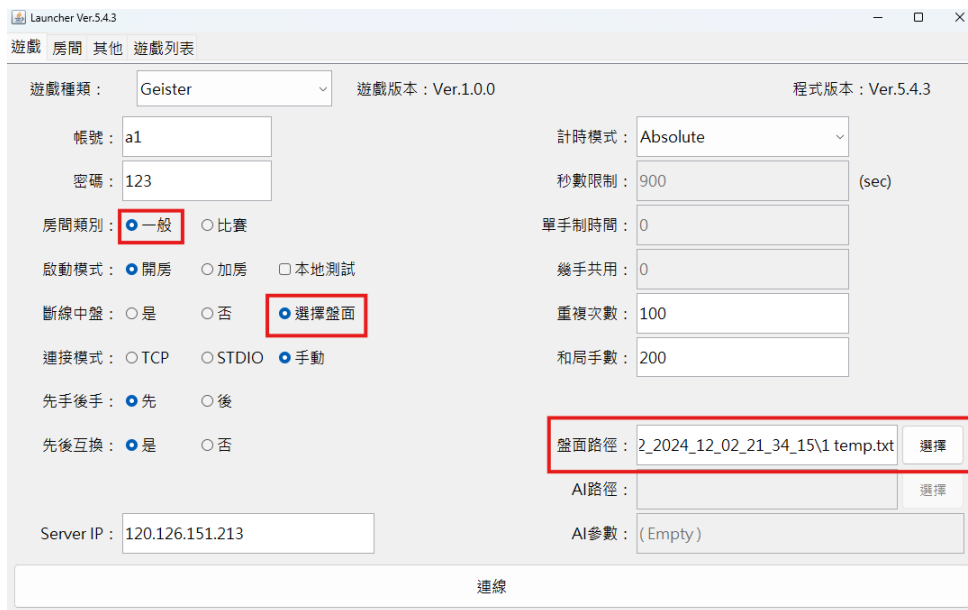 Launcher Ver.5.4.3
遊戲 房間 其他 遊戲列表
遊戲種類： Geister 遊戲版本：Ver.1.0.0 程式版本：Ver.5.4.3
帳號： a1 計時模式： Absolute
密碼： 123 秒數限制： 900 (sec)
房間類別： 一般 比賽 單手制時間： 0
啟動模式： 開房 加房 本地測試 幾手共用： 0
斷線中盤： 是 否 選擇盤面 重複次數： 100
連接模式： TCP STDIO 手動 和局手數： 200
先手後手： 先 後
先後互換： 是 否 盤面路徑： 2_2024_12_02_21_34_15\1 temp.txt 選擇
AI路徑： 選擇
Server IP： 120.126.151.213 AI參數： (Empty)
連線